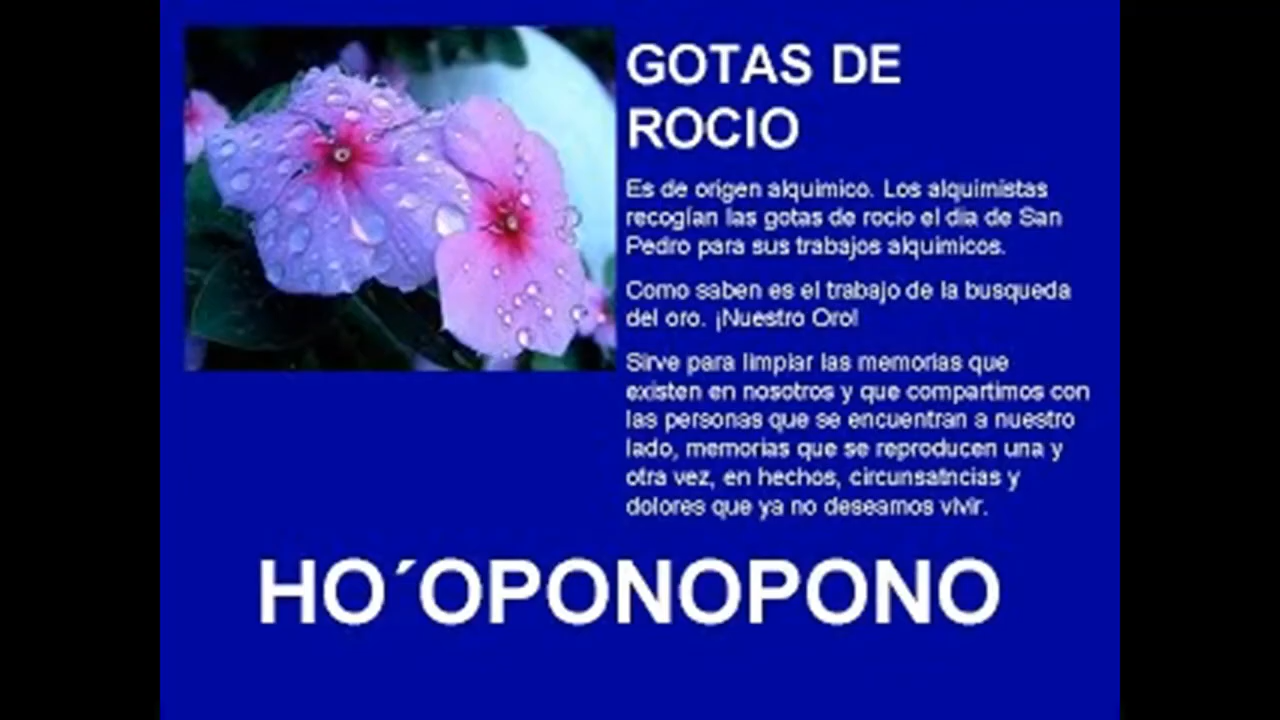 GOTAS DE
ROCIO
Es de origen alquimico. Los alquimistas
recogían las gotas de rocio el dia de San
Pedro para sus trabajos alquimicos.
Como saben es el trabajo de la busqueda
del oro. ¡Nuestro Oro!
Sirve para limpiar las memorias que
existen en nosotros y que compartimos con
las personas que se encuentran a nuestro
lado, memorias que se reproducen una y
otra vez, en hechos, circunsatncias y
dolores que ya no deseamos vivir.
HO´OPONOPONO